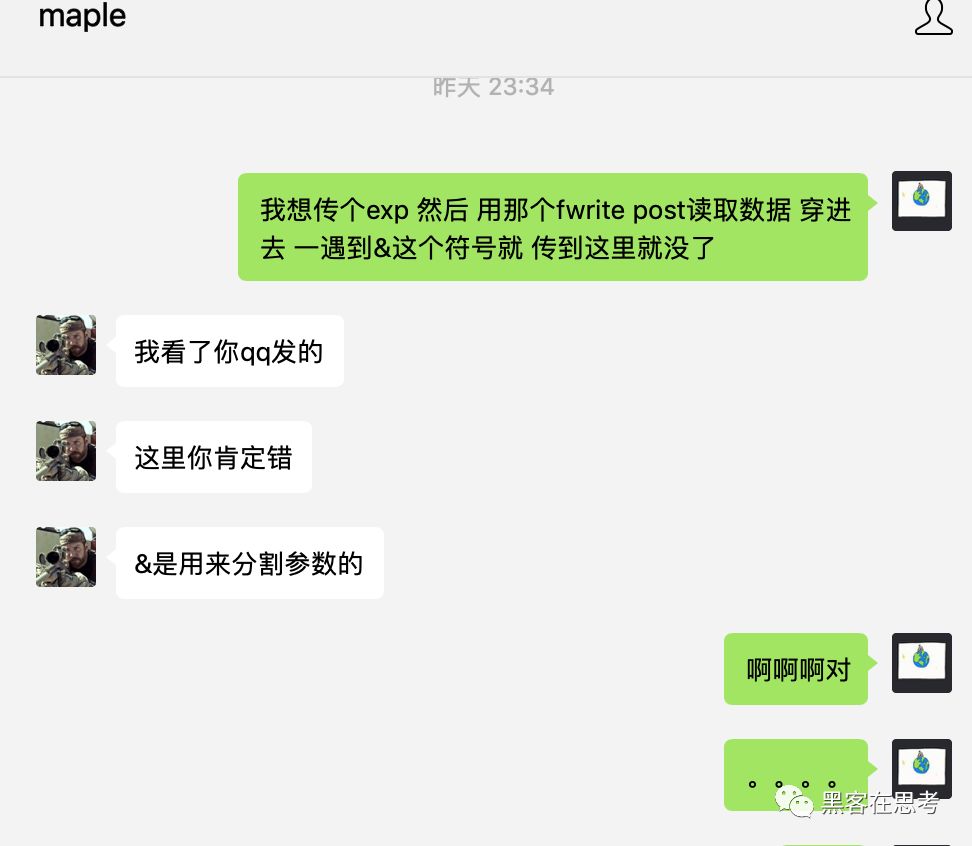 maple
昨天 23:34
我想传个exp 然后 用那个fwrite post读取数据 穿进
去 一遇到&这个符号就 传到这里就没了
我看了你qq发的
这里你肯定错
&是用来分割参数的
啊啊啊对
。。。。
黑客在思考